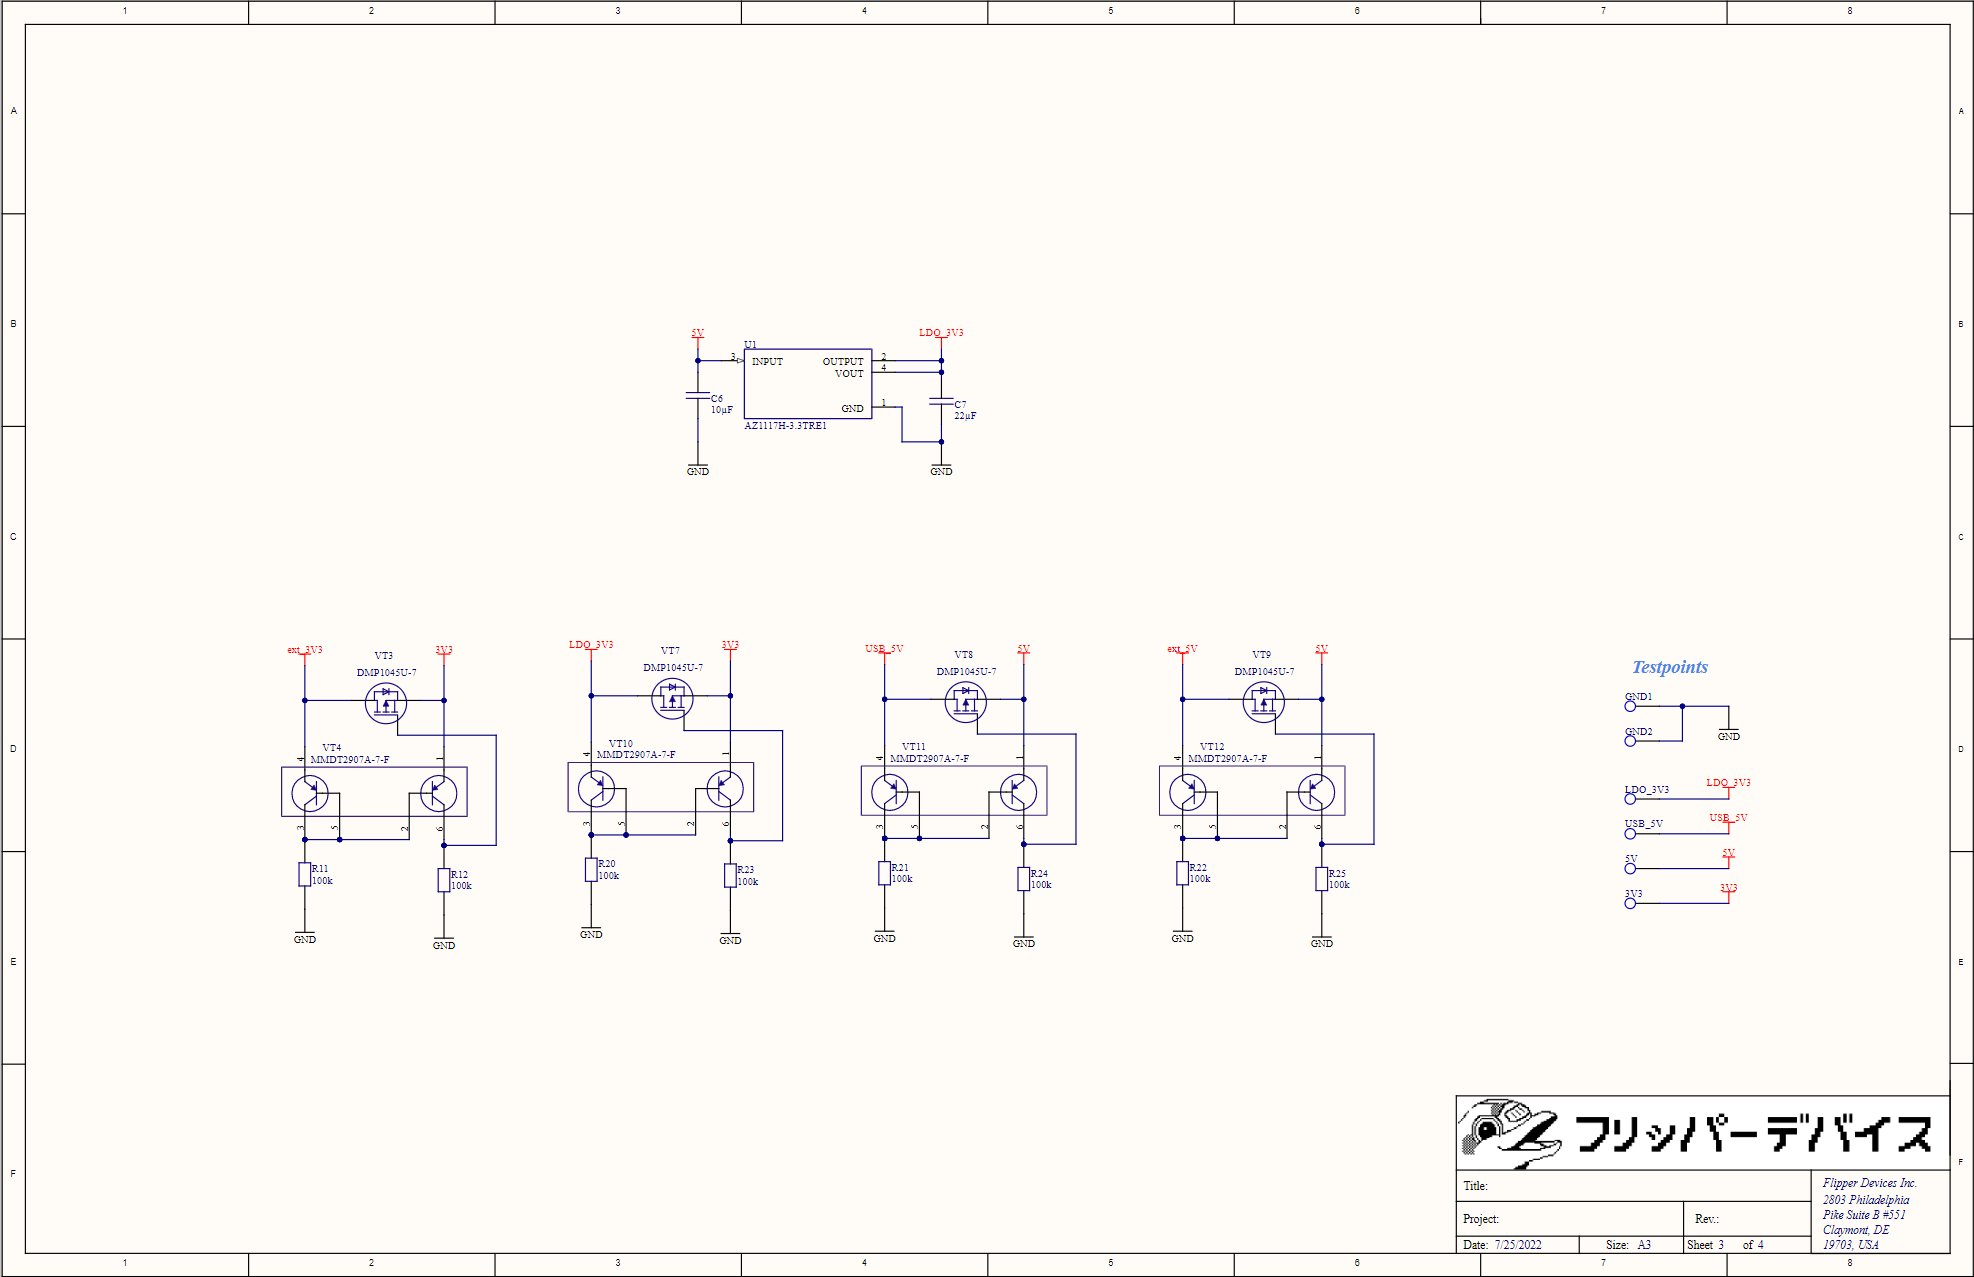 1 2 3 4 5 6 7 8
A A
B B
5V LDO_3V3
U1
3 INPUT OUTPUT 2
VOUT 4
C6
10µF
GND 1
C7
22µF
AZ1117H-3.3TRE1
GND GND
C C
ext_3V3 VT3 3V3
DMP1045U-7
VT4
MMDT2907A-7-F
4 1
3 5 2 6
R11
100k
R12
100k
GND GND
LDO_3V3 VT7 3V3
DMP1045U-7
VT10
MMDT2907A-7-F
4 1
3 5 2 6
R20
100k
R23
100k
GND GND
USB_5V VT8 5V
DMP1045U-7
VT11
MMDT2907A-7-F
4 1
3 5 2 6
R21
100k
R24
100k
GND GND
ext_5V VT9 5V
DMP1045U-7
VT12
MMDT2907A-7-F
4 1
3 5 2 6
R22
100k
R25
100k
GND GND
Testpoints
GND1
GND2
GND
LDO_3V3 LDO_3V3
USB_5V USB_5V
5V 5V
3V3 3V3
D D
E E
F F
フリッパーデバイス
Title:
Project: Rev.:
Date: 7/25/2022 Size: A3 Sheet 3 of 4
Flipper Devices Inc.
2803 Philadelphia
Pike Suite B #551
Claymont, DE
19703, USA
1 2 3 4 5 6 7 8